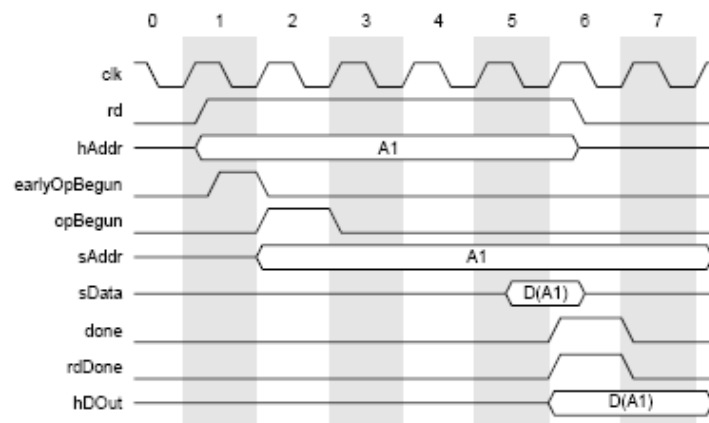 0 1 2 3 4 5 6 7
clk
rd
hAddr A1
earlyOpBegun
opBegun
sAddr A1
sData D(A1)
done
rdDone
hDOut D(A1)